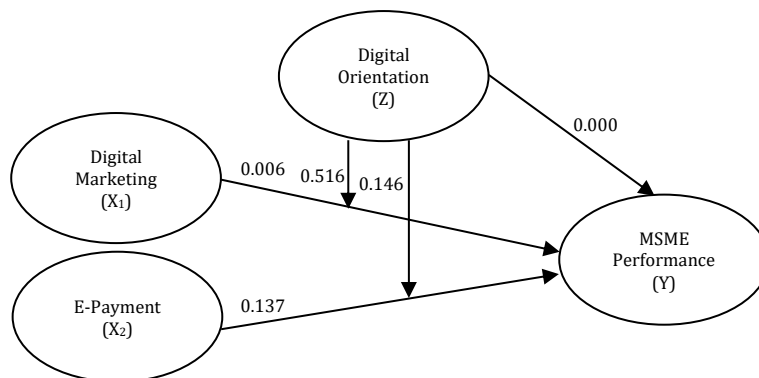 Digital
Orientation
(Z)
0.000
Digital
Marketing
(X₁)
0.006
0.516
0.146
MSME
Performance
(Y)
E-Payment
(X₂)
0.137